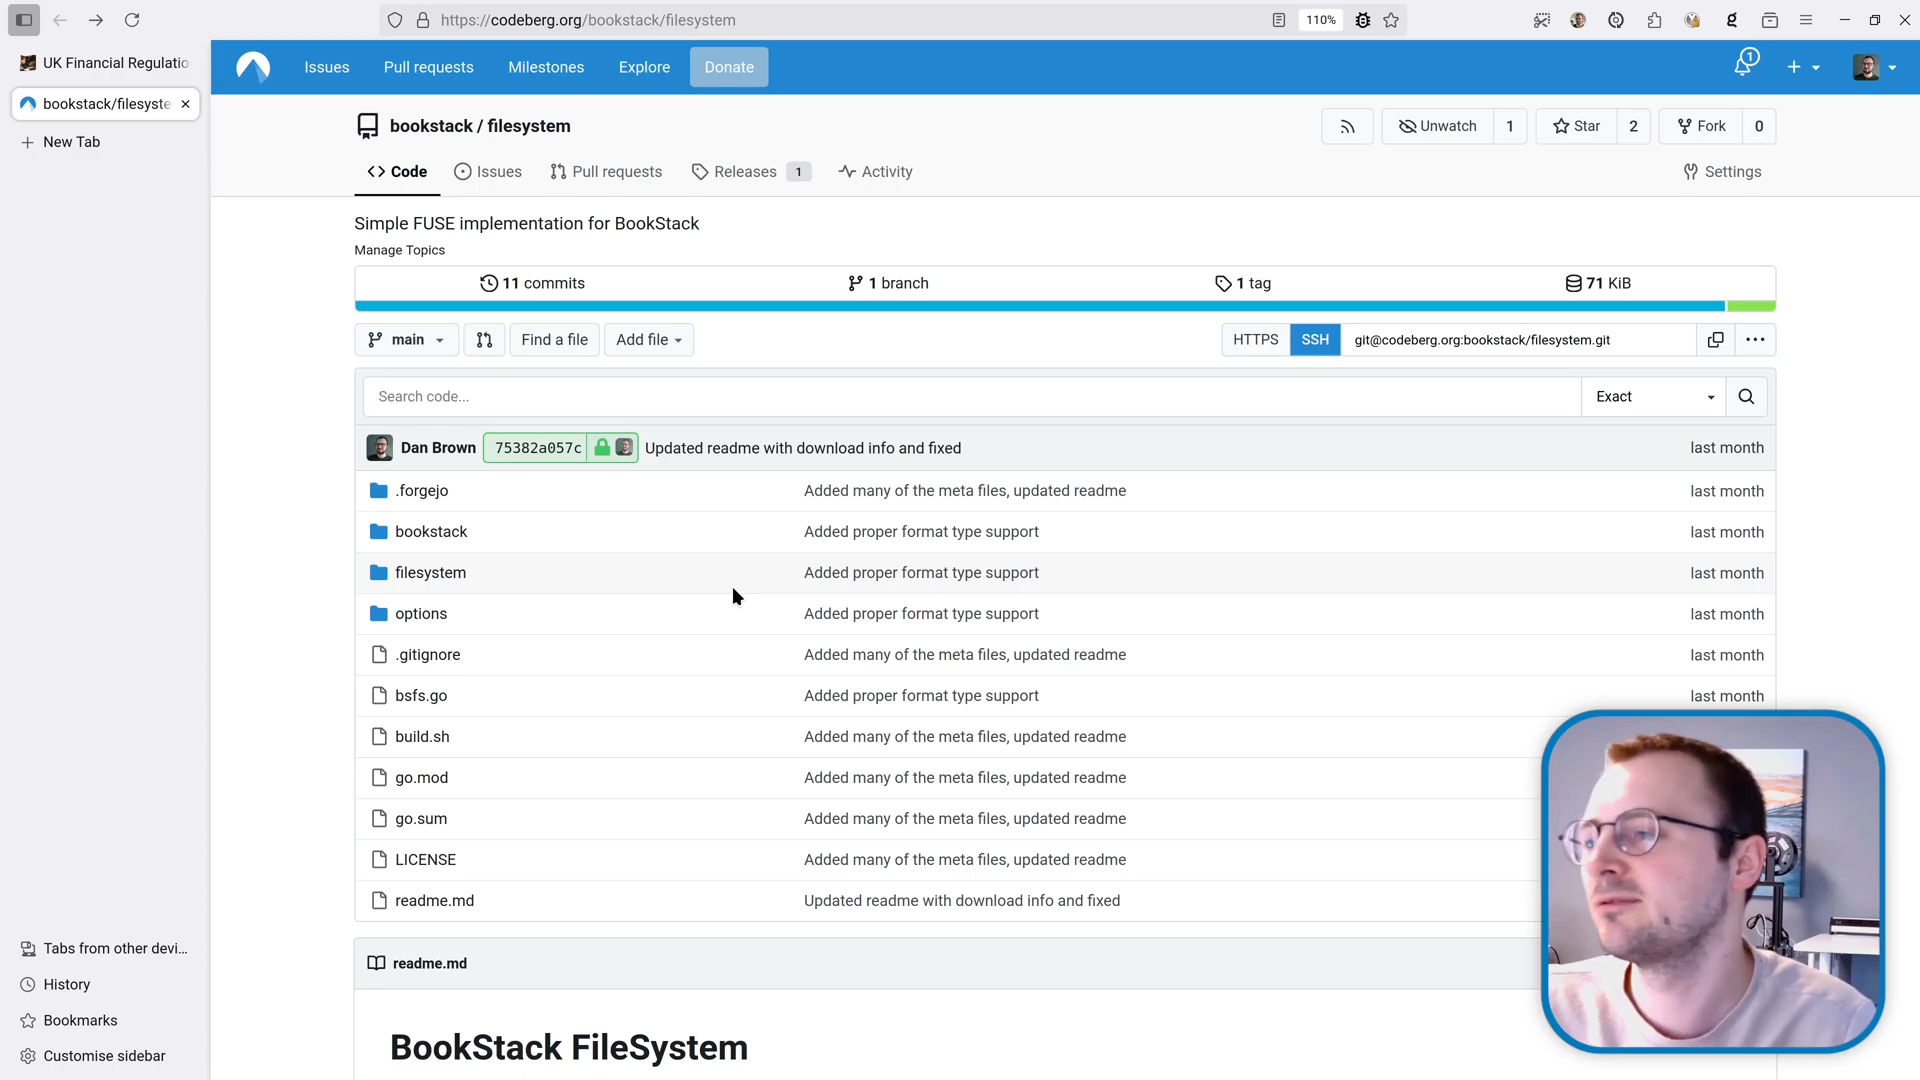 https://codeberg.org/bookstack/filesystem
110%
UK Financial Regulatio
bookstack/filesyste
New Tab
Issues
Pull requests
Milestones
Explore
Donate
1
bookstack / filesystem
Unwatch 1
Star 2
Fork 0
Code
Issues
Pull requests
Releases 1
Activity
Settings
Simple FUSE implementation for BookStack
Manage Topics
11 commits
1 branch
1 tag
71 KiB
main
Find a file
Add file
HTTPS
SSH
git@codeberg.org:bookstack/filesystem.git
Search code...
Exact
Dan Brown 75382a057c Updated readme with download info and fixed last month
.forgejo Added many of the meta files, updated readme last month
bookstack Added proper format type support last month
filesystem Added proper format type support last month
options Added proper format type support last month
.gitignore Added many of the meta files, updated readme last month
bsfs.go Added proper format type support last month
build.sh Added many of the meta files, updated readme
go.mod Added many of the meta files, updated readme
go.sum Added many of the meta files, updated readme
LICENSE Added many of the meta files, updated readme
readme.md Updated readme with download info and fixed
readme.md
BookStack FileSystem
Tabs from other devi...
History
Bookmarks
Customise sidebar